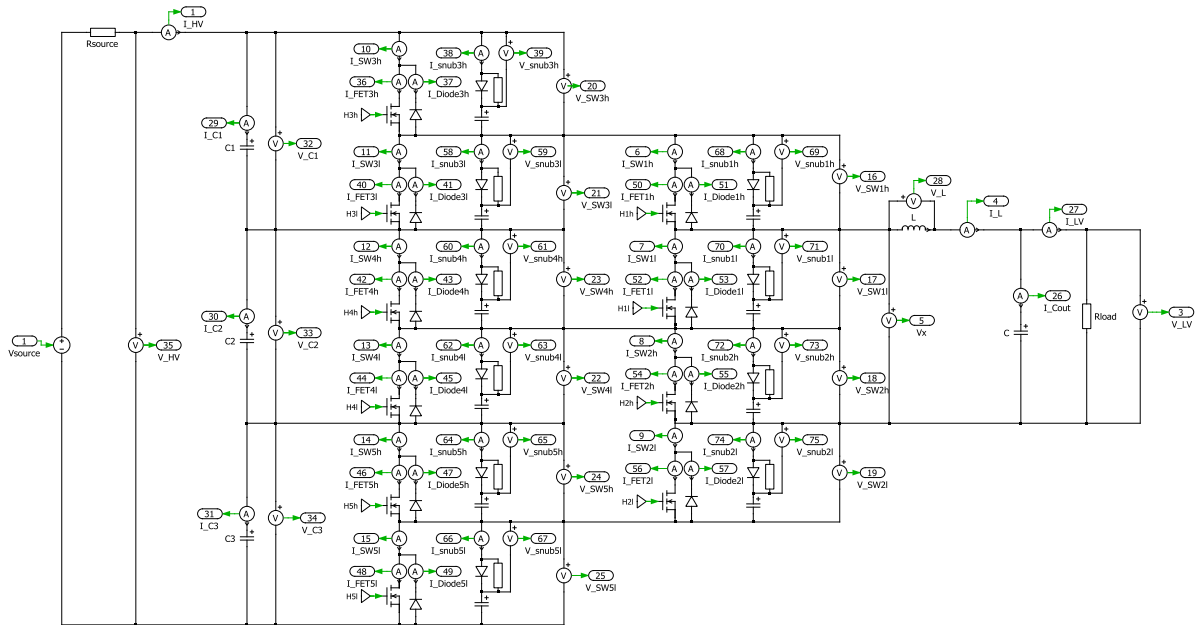 1
I_HV
Rsource
10
I_SW3h
38
I_snub3h
39
V_snub3h
36
I_FET3h
37
I_Diode3h
20
V_SW3h
H3h
29
I_C1
C1
32
V_C1
11
I_SW3l
58
I_snub3l
59
V_snub3l
6
I_SW1h
68
I_snub1h
69
V_snub1h
16
V_SW1h
40
I_FET3l
41
I_Diode3l
21
V_SW3l
50
I_FET1h
51
I_Diode1h
28
V_L
L
4
I_L
27
I_LV
H3l
H1h
12
I_SW4h
60
I_snub4h
61
V_snub4h
7
I_SW1l
70
I_snub1l
71
V_snub1l
42
I_FET4h
43
I_Diode4h
23
V_SW4h
52
I_FET1l
53
I_Diode1l
17
V_SW1l
26
I_Cout
C
Rload
3
V_LV
5
Vx
H4h
H1l
30
I_C2
C2
33
V_C2
1
Vsource
35
V_HV
13
I_SW4l
62
I_snub4l
63
V_snub4l
8
I_SW2h
72
I_snub2h
73
V_snub2h
44
I_FET4l
45
I_Diode4l
22
V_SW4l
54
I_FET2h
55
I_Diode2h
18
V_SW2h
H4l
H2h
14
I_SW5h
64
I_snub5h
65
V_snub5h
9
I_SW2l
74
I_snub2l
75
V_snub2l
46
I_FET5h
47
I_Diode5h
24
V_SW5h
56
I_FET2l
57
I_Diode2l
19
V_SW2l
H5h
H2l
31
I_C3
C3
34
V_C3
15
I_SW5l
66
I_snub5l
67
V_snub5l
48
I_FET5l
49
I_Diode5l
25
V_SW5l
H5l